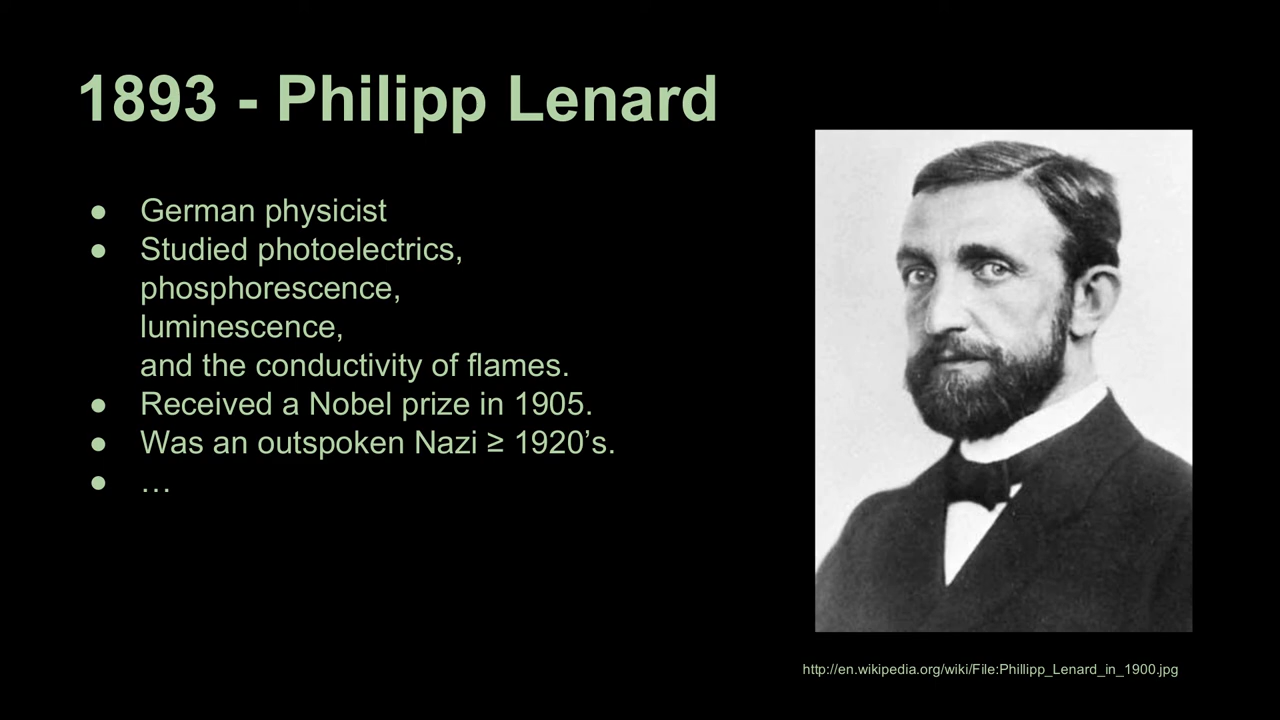 1893 - Philipp Lenard
● German physicist
● Studied photoelectrics,
phosphorescence,
luminescence,
and the conductivity of flames.
● Received a Nobel prize in 1905.
● Was an outspoken Nazi ≥ 1920’s.
● …
http://en.wikipedia.org/wiki/File:Phillipp_Lenard_in_1900.jpg